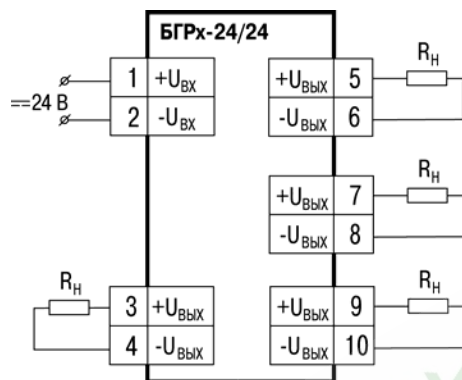 БГРх-24/24
1 +Uвх
==24 В
2 -Uвх
5 +Uвых
6 -Uвых
Rн
7 +Uвых
8 -Uвых
Rн
Rн
3 +Uвых
4 -Uвых
9 +Uвых
10 -Uвых
Rн